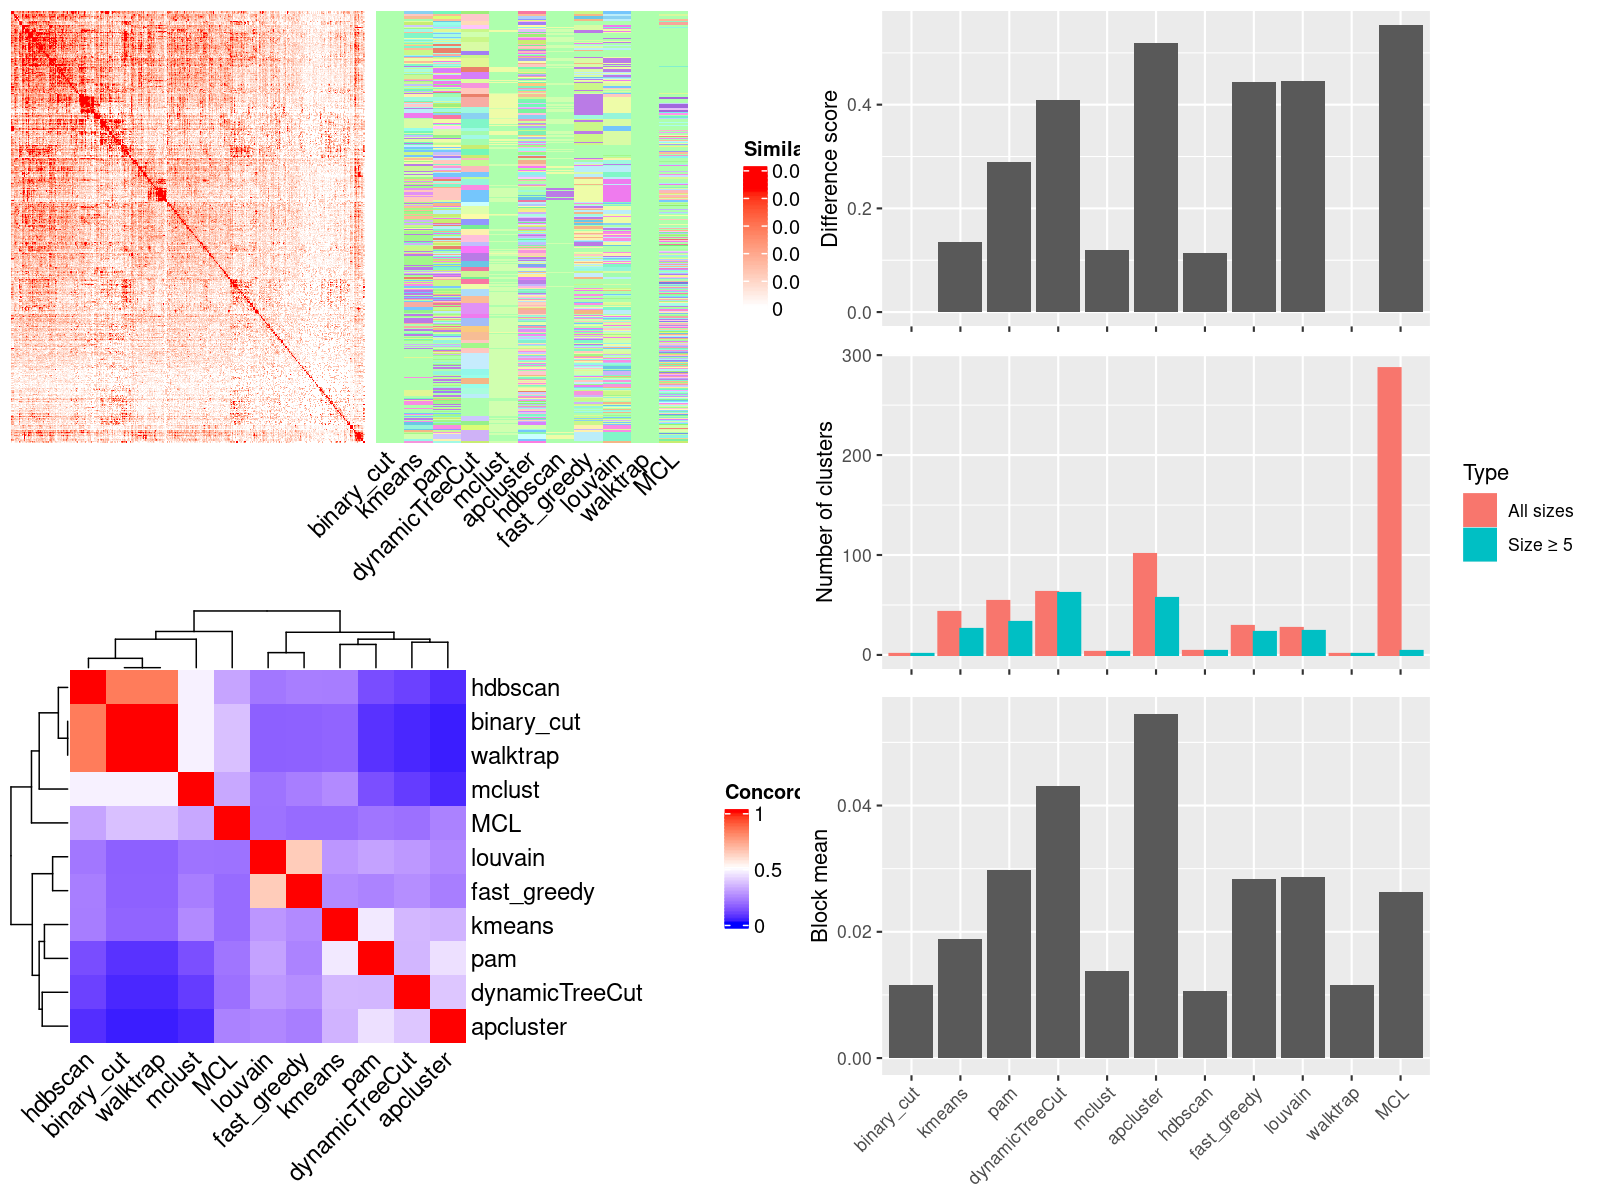 Simila
0.0
0.0
0.0
0.0
0.0
0
binary_cut
kmeans
pam
dynamicTreeCut
mclust
apcluster
hdbscan
fast_greedy
louvain
walktrap
MCL
hdbscan
binary_cut
walktrap
mclust
MCL
louvain
fast_greedy
kmeans
pam
dynamicTreeCut
apcluster
hdbscan
binary_cut
walktrap
mclust
MCL
louvain
fast_greedy
kmeans
pam
dynamicTreeCut
apcluster
Concord
1
0.5
0
Difference score
0.4
0.2
0.0
Number of clusters
300
200
100
0
Type
All sizes
Size ≥ 5
Block mean
0.04
0.02
0.00
binary_cut
kmeans
pam
dynamicTreeCut
mclust
apcluster
hdbscan
fast_greedy
louvain
walktrap
MCL